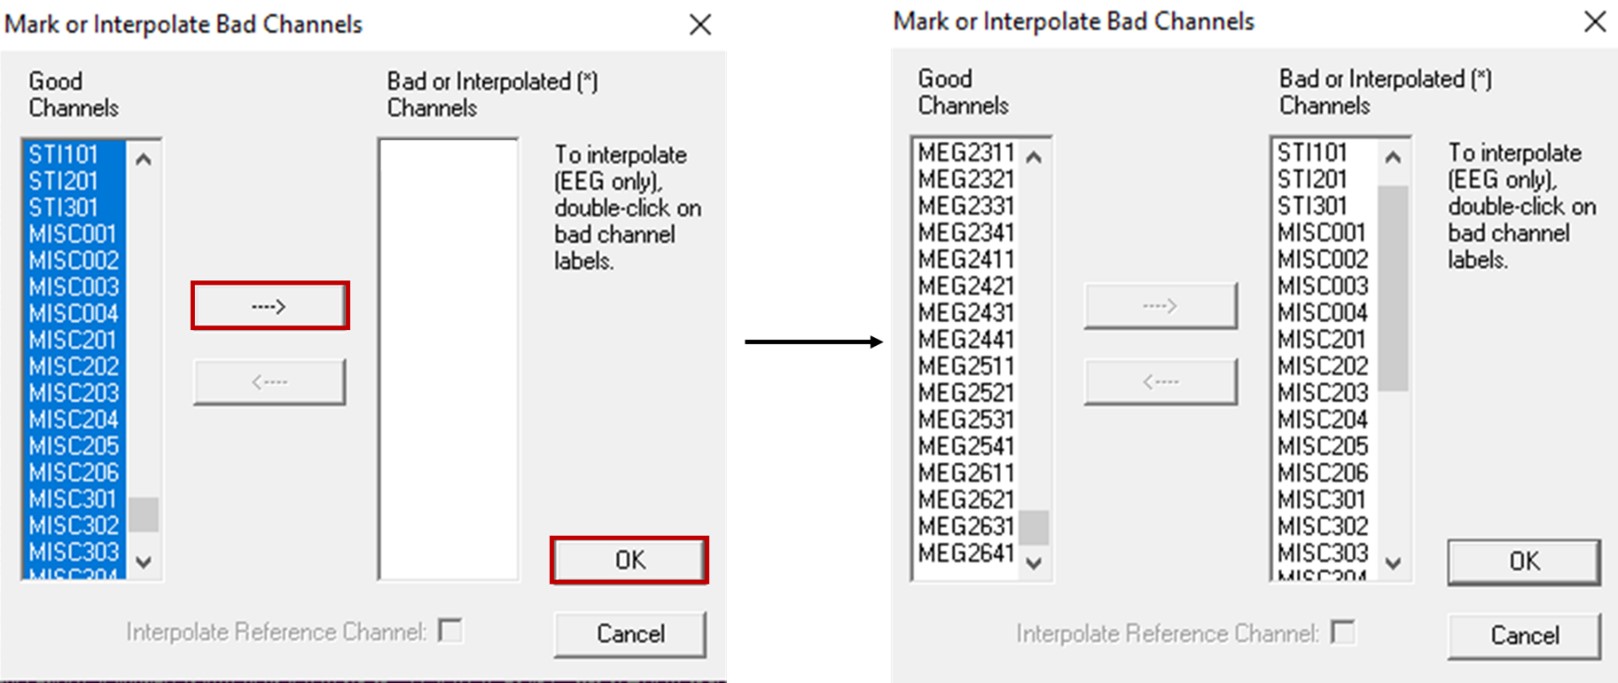 Mark or Interpolate Bad Channels
Good
Channels
Bad or Interpolated (*)
Channels
STI101
STI201
STI301
MISC001
MISC002
MISC003
MISC004
MISC201
MISC202
MISC203
MISC204
MISC205
MISC206
MISC301
MISC302
MISC303
MISC304
---->
<----
To interpolate
(EEG only),
double-click on
bad channel
labels.
OK
Interpolate Reference Channel:
Cancel
Mark or Interpolate Bad Channels
Good
Channels
Bad or Interpolated (*)
Channels
MEG2311
MEG2321
MEG2331
MEG2341
MEG2411
MEG2421
MEG2431
MEG2441
MEG2511
MEG2521
MEG2531
MEG2541
MEG2611
MEG2621
MEG2631
MEG2641
---->
<----
STI101
STI201
STI301
MISC001
MISC002
MISC003
MISC004
MISC201
MISC202
MISC203
MISC204
MISC205
MISC206
MISC301
MISC302
MISC303
MISC304
To interpolate
(EEG only),
double-click on
bad channel
labels.
OK
Interpolate Reference Channel:
Cancel